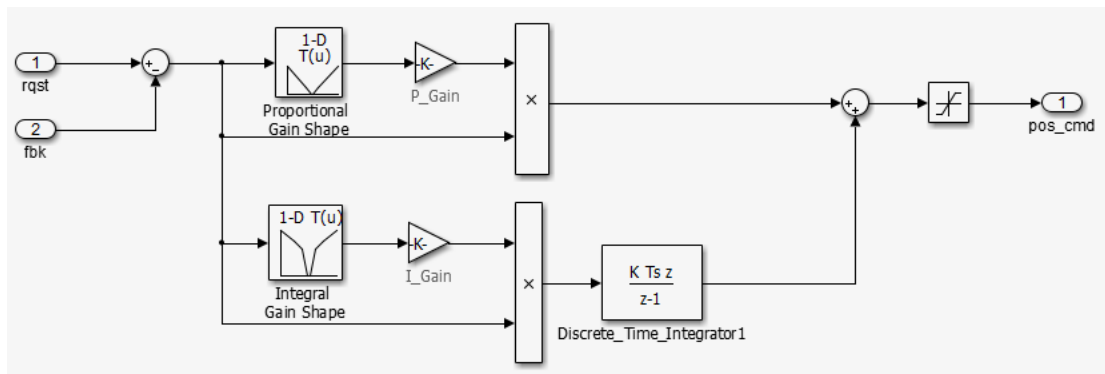 1
rqst
2
fbk
+
-
1-D
T(u)
Proportional
Gain Shape
-K-
P_Gain
×
1-D T(u)
Integral
Gain Shape
-K-
I_Gain
×
K Ts z
z-1
Discrete_Time_Integrator1
+
+
1
pos_cmd